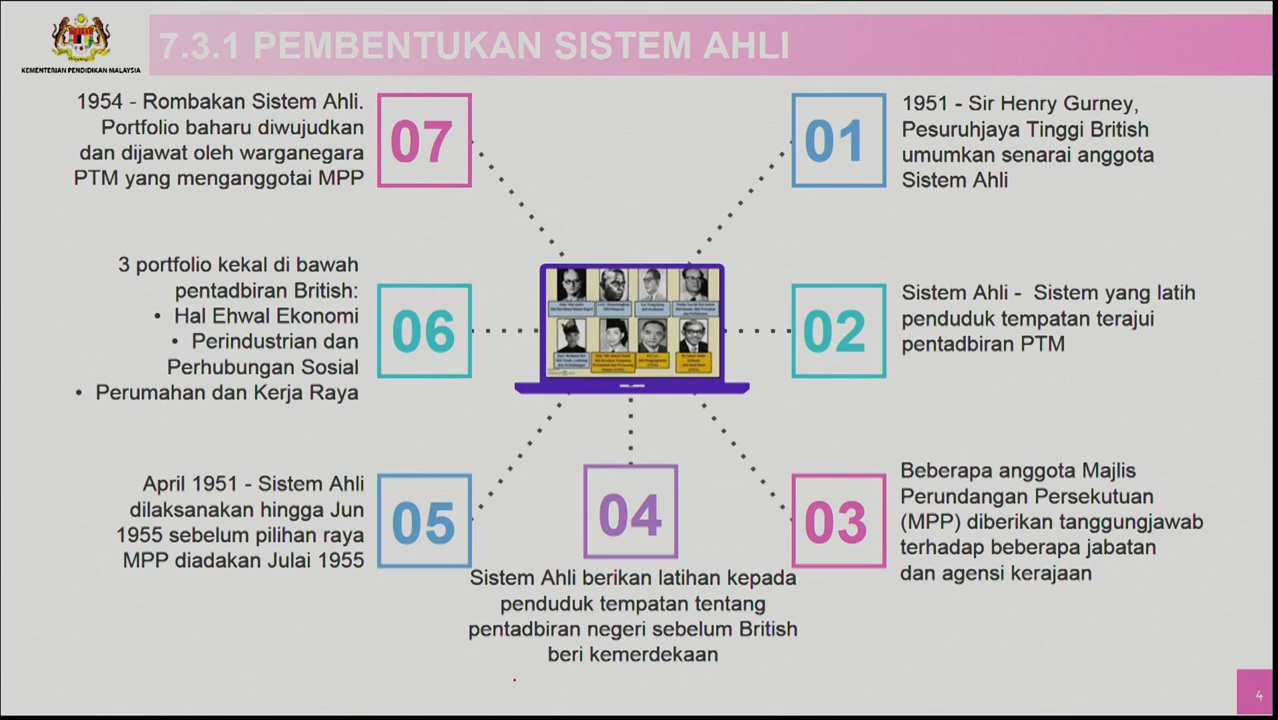 KEMENTERIAN PENDIDIKAN MALAYSIA
7.3.1 PEMBENTUKAN SISTEM AHLI
01
1951 - Sir Henry Gurney,
Pesuruhjaya Tinggi British
umumkan senarai anggota
Sistem Ahli
02
Sistem Ahli - Sistem yang latih
penduduk tempatan terajui
pentadbiran PTM
03
Beberapa anggota Majlis
Perundangan Persekutuan
(MPP) diberikan tanggungjawab
terhadap beberapa jabatan
dan agensi kerajaan
04
Sistem Ahli berikan latihan kepada
penduduk tempatan tentang
pentadbiran negeri sebelum British
beri kemerdekaan
05
April 1951 - Sistem Ahli
dilaksanakan hingga Jun
1955 sebelum pilihan raya
MPP diadakan Julai 1955
06
3 portfolio kekal di bawah
pentadbiran British:
• Hal Ehwal Ekonomi
• Perindustrian dan
Perhubungan Sosial
• Perumahan dan Kerja Raya
07
1954 - Rombakan Sistem Ahli.
Portfolio baharu diwujudkan
dan dijawat oleh warganegara
PTM yang menganggotai MPP
4